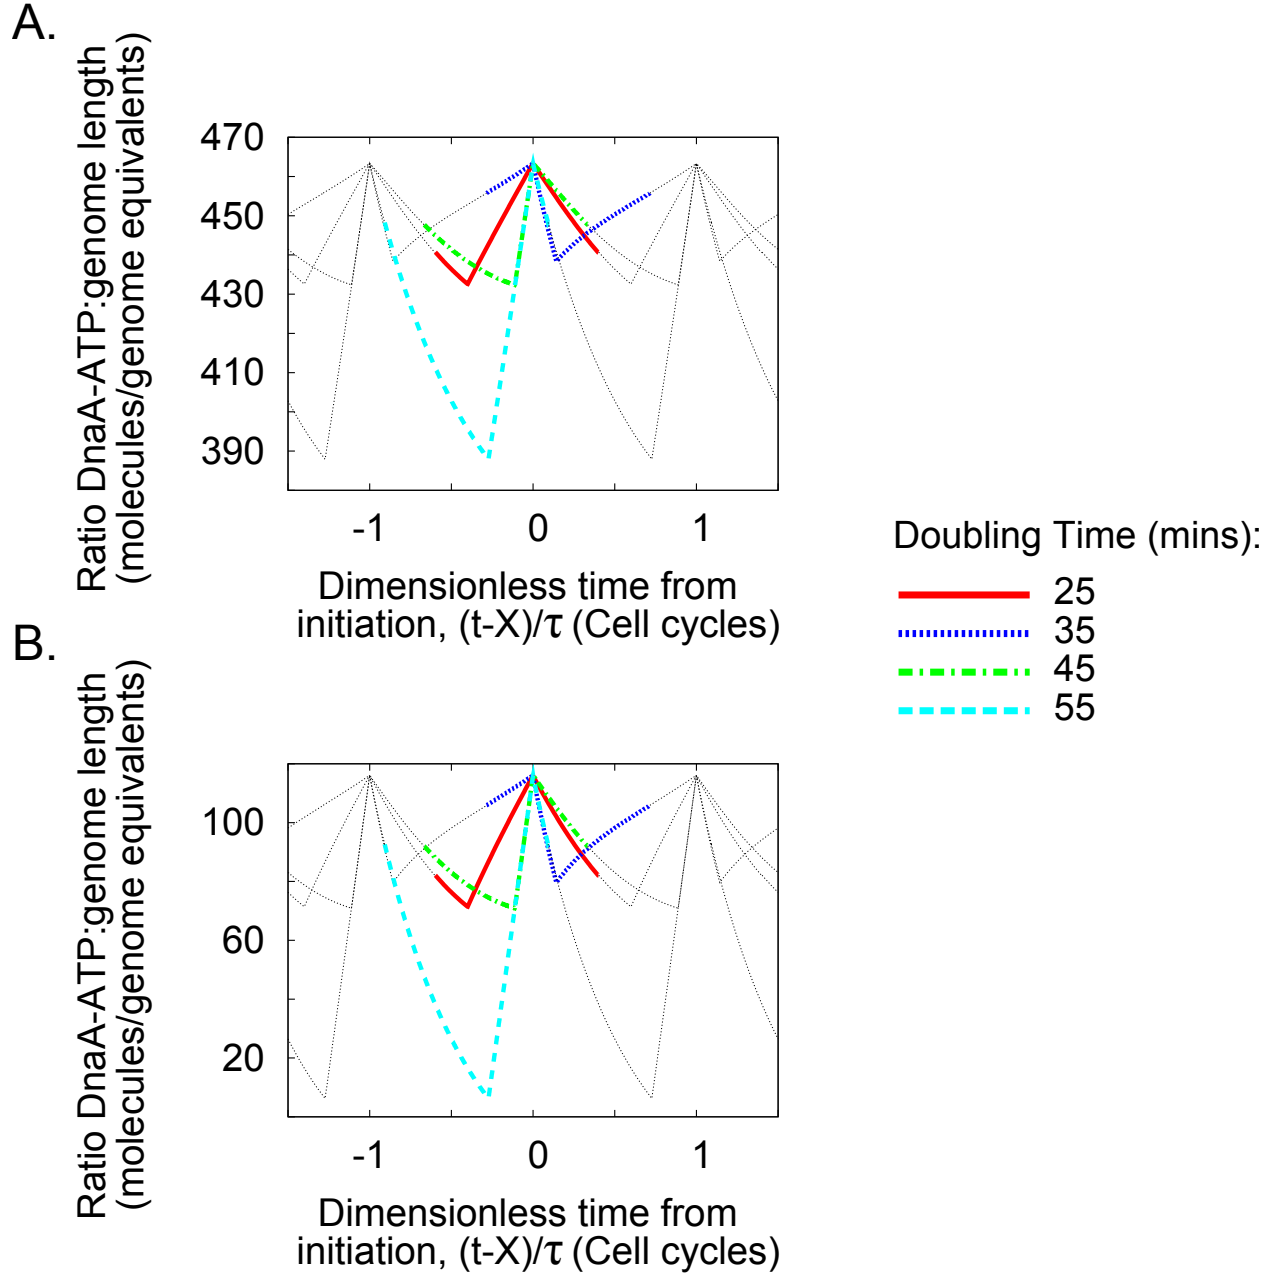 A.
Ratio DnaA-ATP:genome length
(molecules/genome equivalents)
470
450
430
410
390
-1
0
1
Dimensionless time from
initiation, (t-X)/τ (Cell cycles)
Doubling Time (mins):
25
35
45
55
B.
Ratio DnaA-ATP:genome length
(molecules/genome equivalents)
100
60
20
-1
0
1
Dimensionless time from
initiation, (t-X)/τ (Cell cycles)